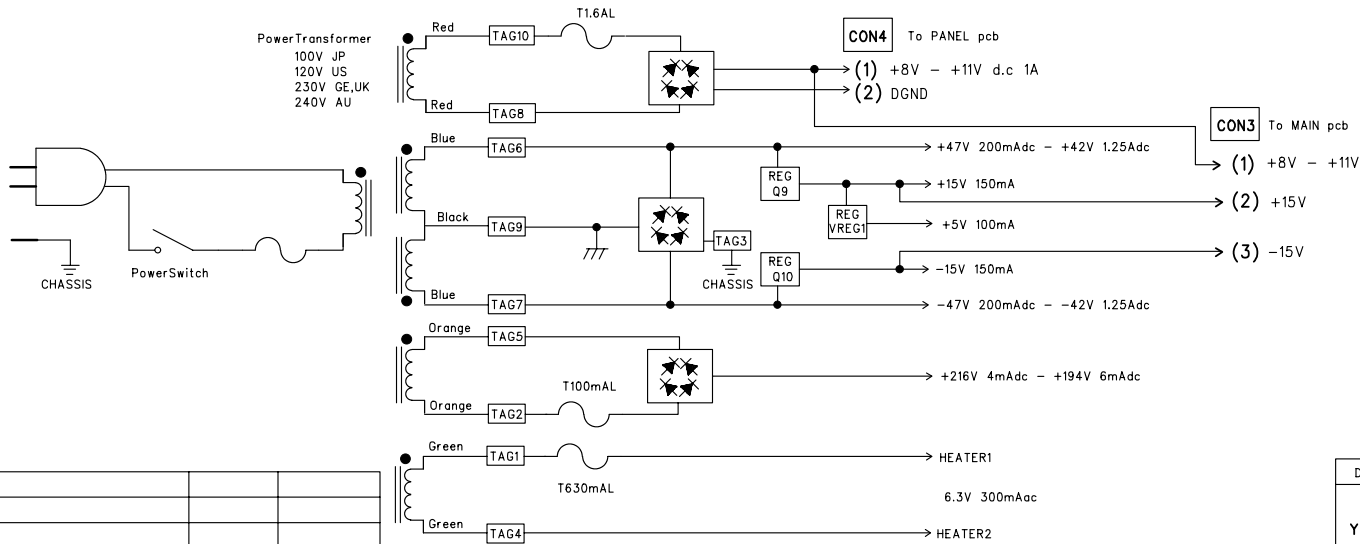 PowerTransformer
100V JP
120V US
230V GE,UK
240V AU
Red
TAG10
T1.6AL
CON4 To PANEL pcb
(1) +8V – +11V d.c 1A
(2) DGND
Red
TAG8
CON3 To MAIN pcb
(1) +8V – +11V
(2) +15V
(3) –15V
Blue
TAG6
+47V 200mAdc – +42V 1.25Adc
REG
Q9
+15V 150mA
REG
VREG1
+5V 100mA
Black
TAG9
TAG3
CHASSIS
REG
Q10
–15V 150mA
Blue
TAG7
–47V 200mAdc – –42V 1.25Adc
CHASSIS
PowerSwitch
Orange
TAG5
+216V 4mAdc – +194V 6mAdc
Orange
TAG2
T100mAL
Green
TAG1
T630mAL
HEATER1
6.3V 300mAac
Green
TAG4
HEATER2
D
Y